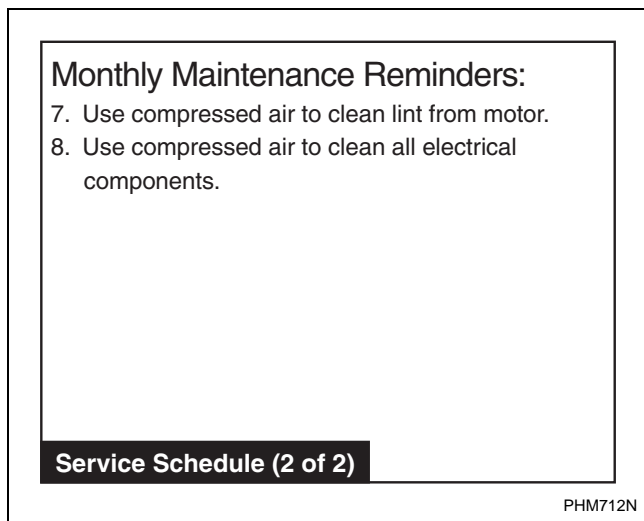 Monthly Maintenance Reminders:
7. Use compressed air to clean lint from motor.
8. Use compressed air to clean all electrical
components.
Service Schedule (2 of 2)
PHM712N